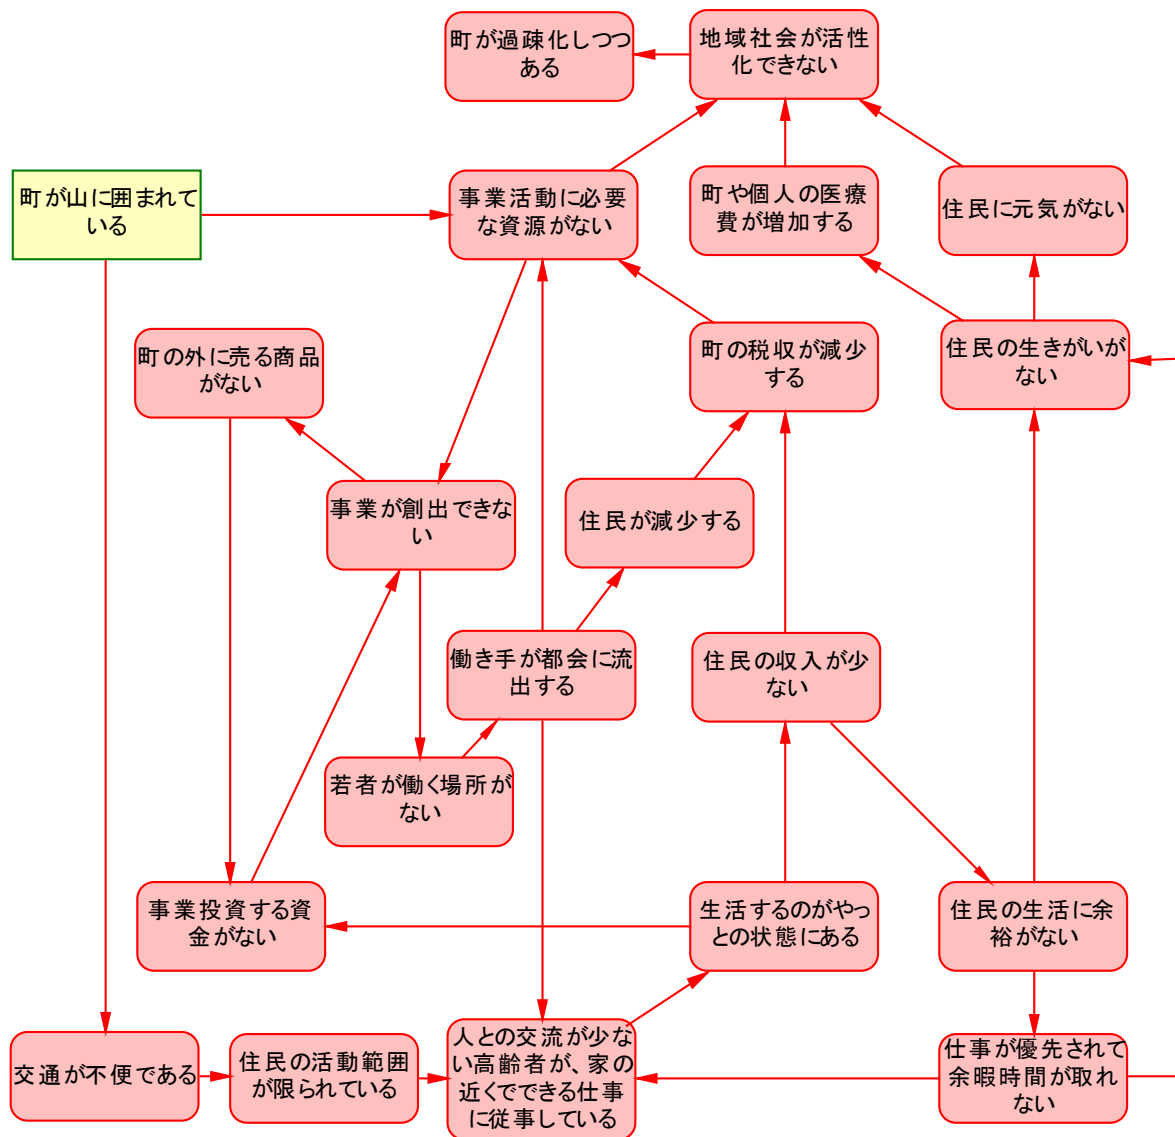 町が過疎化しつつ
ある
地域社会が活性
化できない
町が山に囲まれて
いる
事業活動に必要
な資源がない
町や個人の医療
費が増加する
住民に元気がない
町の外に売る商品
がない
町の税収が減少
する
住民の生きがいが
ない
事業が創出できな
い
住民が減少する
働き手が都会に流
出する
住民の収入が少
ない
若者が働く場所が
ない
事業投資する資
金がない
生活するのがやっ
との状態にある
住民の生活に余
裕がない
交通が不便である
住民の活動範囲
が限られている
人との交流が少な
い高齢者が、家の
近くでできる仕事
に従事している
仕事が優先されて
余暇時間が取れ
ない